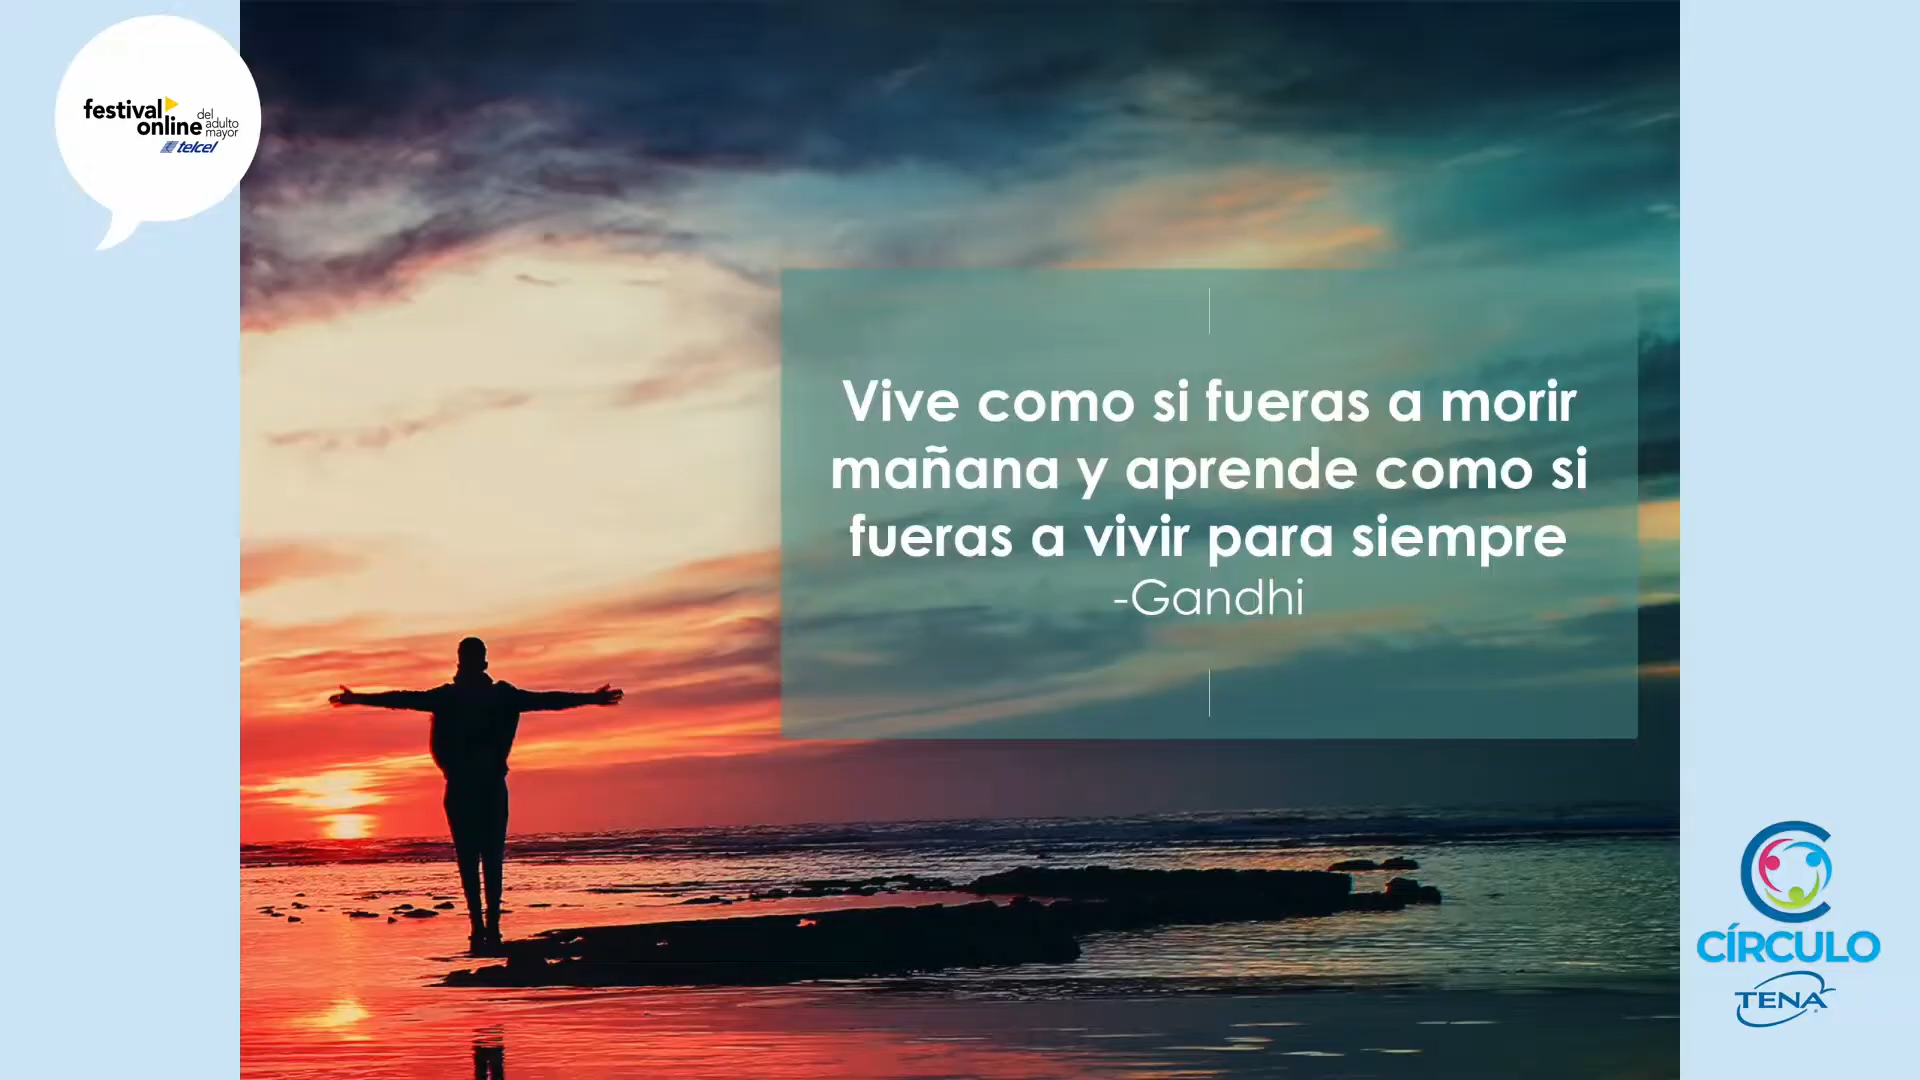 festival
online
del
adulto
mayor
telcel
Vive como si fueras a morir
mañana y aprende como si
fueras a vivir para siempre
-Gandhi
CÍRCULO
TENA